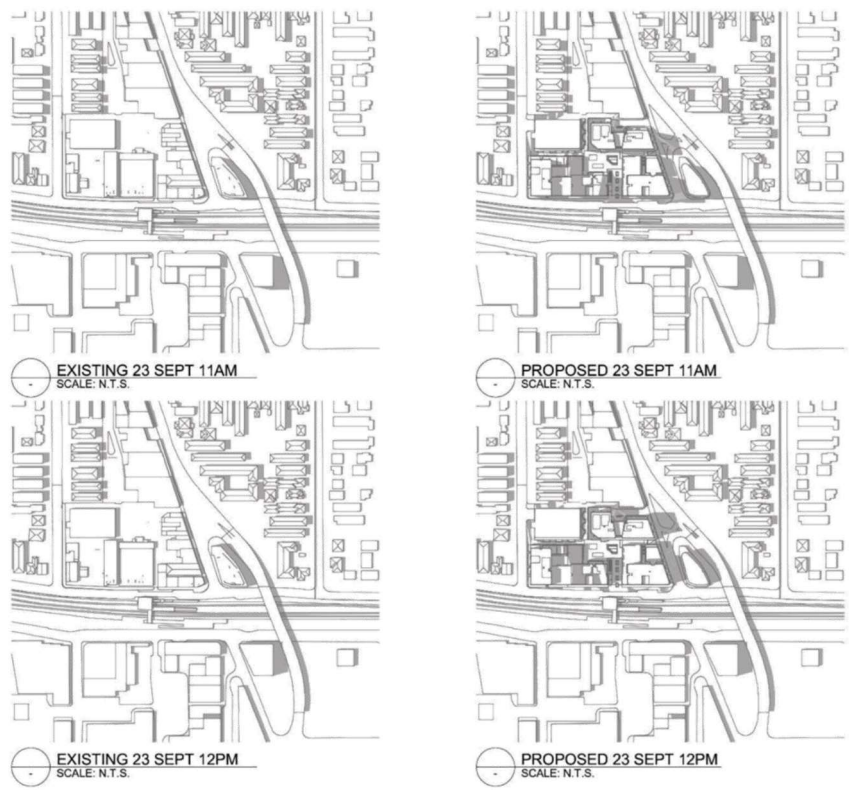 EXISTING 23 SEPT 11AM
SCALE: N.T.S.
PROPOSED 23 SEPT 11AM
SCALE: N.T.S.
EXISTING 23 SEPT 12PM
SCALE: N.T.S.
PROPOSED 23 SEPT 12PM
SCALE: N.T.S.